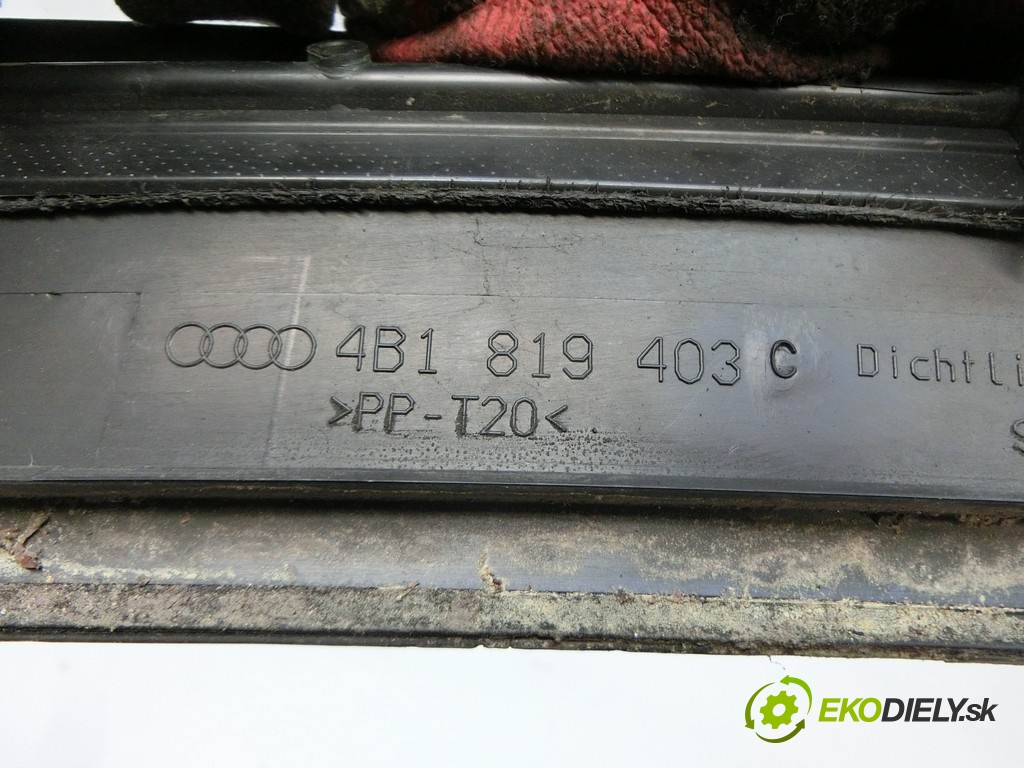 4B1 819 403 C
>PP-T20<
EKODIELY.sk